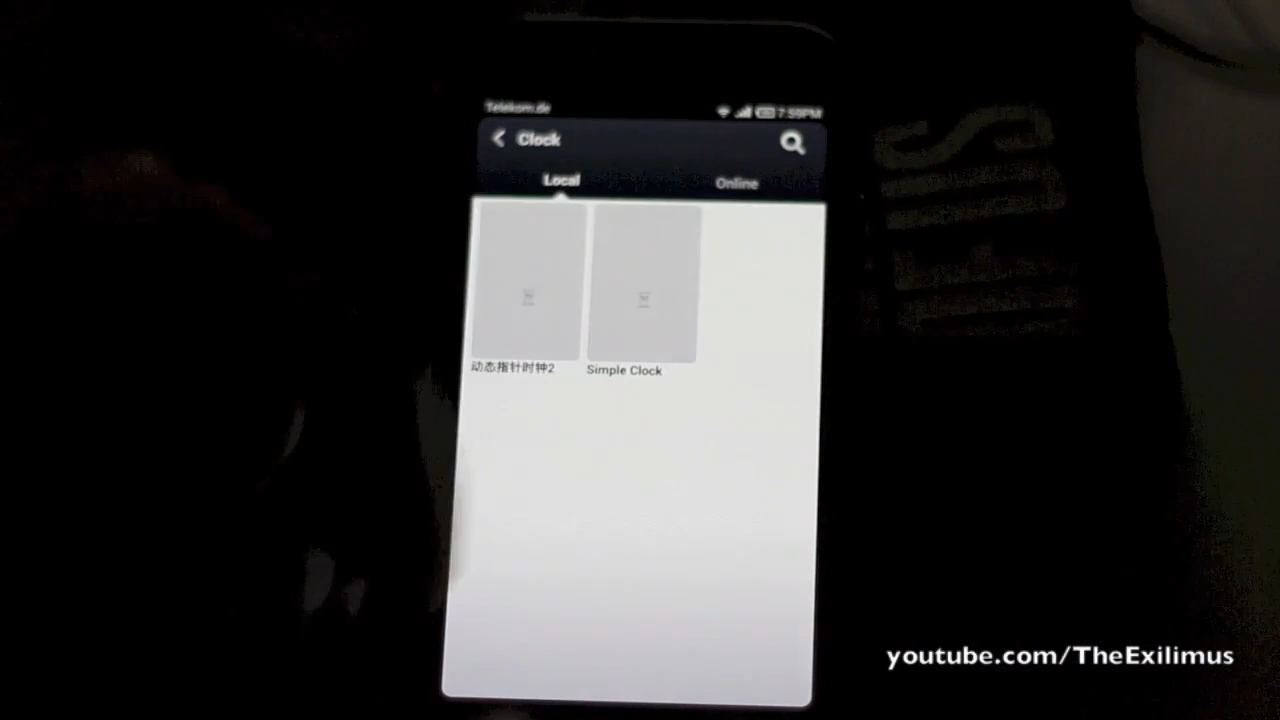 Telekom.de
7:59PM
Clock
Local
Online
动态指针时钟2
Simple Clock
youtube.com/TheExilimus